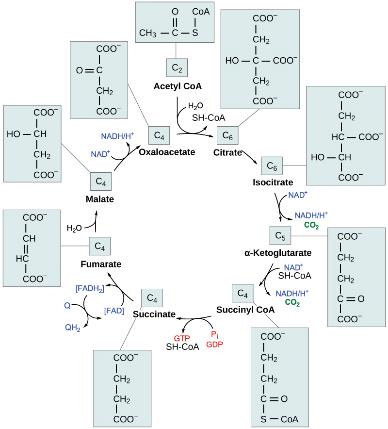 O CoA
CH₃ — C — S
C₂
Acetyl CoA
COO⁻
O = C
CH₂
COO⁻
COO⁻
CH₂
HO — C — COO⁻
CH₂
COO⁻
H₂O
SH-CoA
NADH/H⁺
NAD⁺
C₄
Oxaloacetate
C₆
Citrate
COO⁻
HO — CH
CH₂
COO⁻
C₄
Malate
C₆
Isocitrate
COO⁻
CH₂
HC — COO⁻
HO — CH
COO⁻
NAD⁺
NADH/H⁺
CO₂
COO⁻
CH
HC
COO⁻
H₂O
C₄
Fumarate
C₅
α-Ketoglutarate
COO⁻
CH₂
CH₂
C = O
COO⁻
NAD⁺
SH-CoA
NADH/H⁺
CO₂
[FADH₂]
Q
QH₂
[FAD]
C₄
Succinate
C₄
Succinyl CoA
GTP
SH-CoA
Pᵢ
GDP
COO⁻
CH₂
CH₂
COO⁻
COO⁻
CH₂
CH₂
C = O
S — CoA